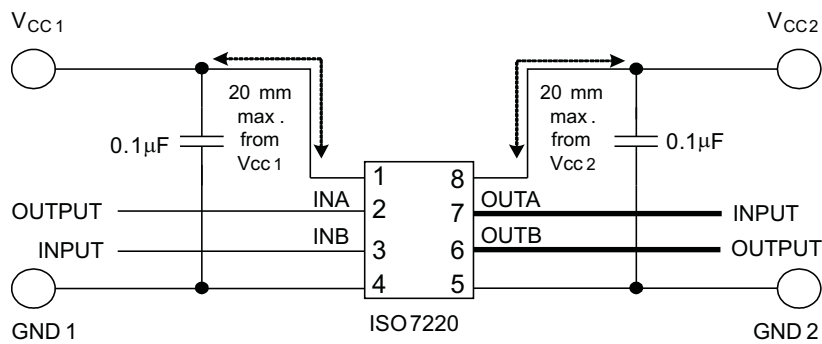 VCC1
VCC2
20 mm
max.
from
VCC1
20 mm
max.
from
VCC2
0.1µF
0.1µF
1
8
OUTPUT
INA
2
7
OUTA
INPUT
INPUT
INB
3
6
OUTB
OUTPUT
4
5
GND1
ISO7220
GND2